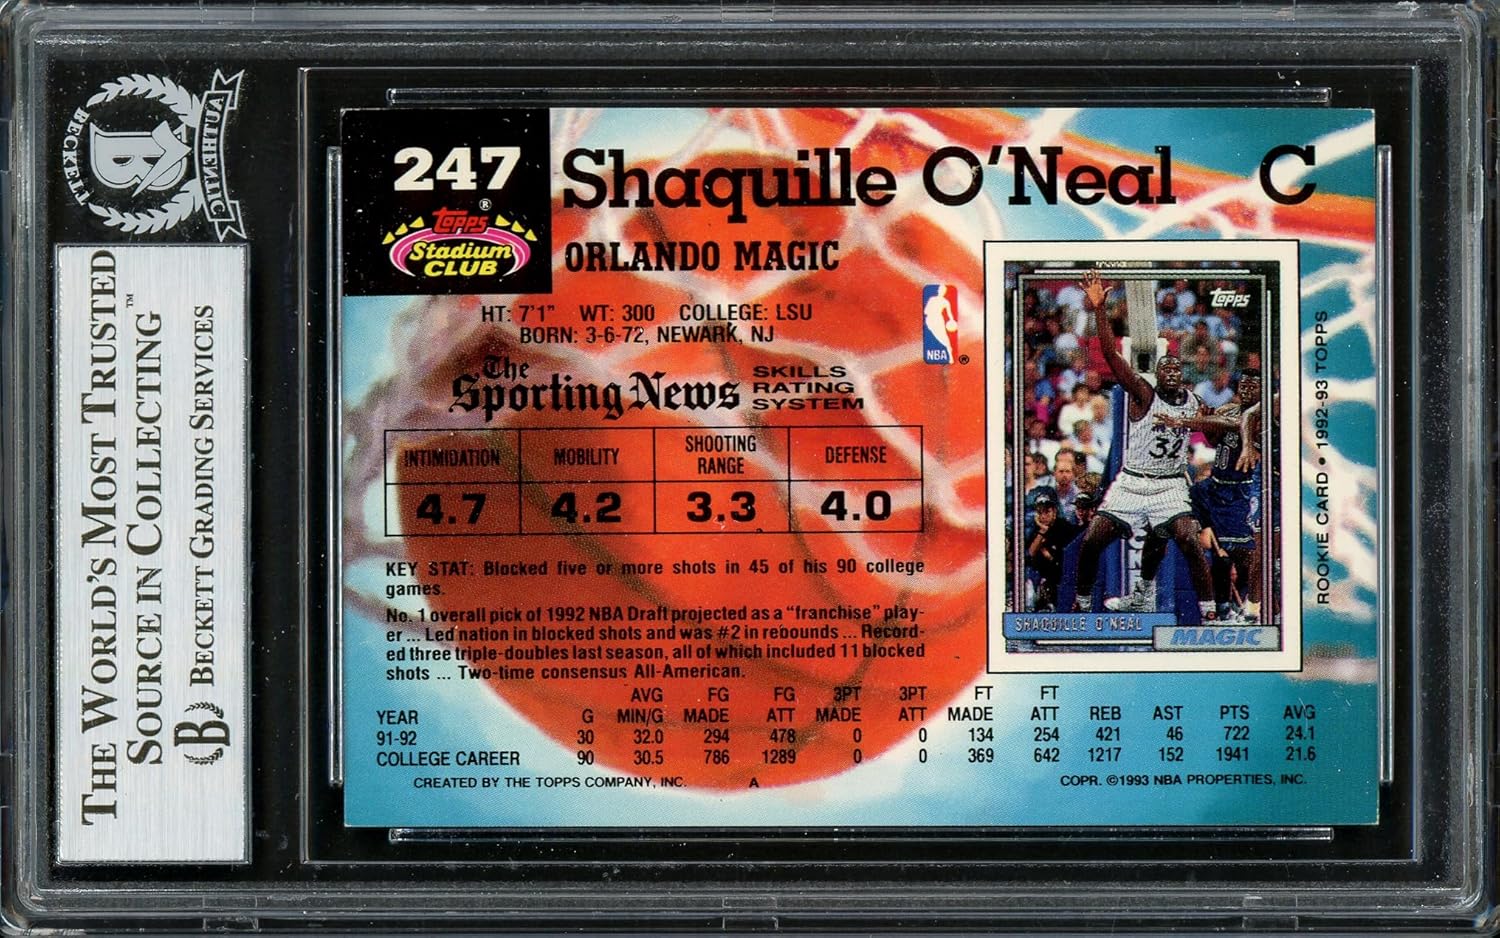 BECKETT
AUTHENTIC
B
THE WORLD'S MOST TRUSTED
SOURCE IN COLLECTING™
B BECKETT GRADING SERVICES
247
Topps®
Stadium
CLUB
Shaquille O'Neal C
ORLANDO MAGIC
HT: 7'1" WT: 300 COLLEGE: LSU
BORN: 3-6-72, NEWARK, NJ
NBA ®
The
Sporting News
SKILLS
RATING
SYSTEM
INTIMIDATION MOBILITY SHOOTING RANGE DEFENSE
4.7 4.2 3.3 4.0
KEY STAT: Blocked five or more shots in 45 of his 90 college
games.
No. 1 overall pick of 1992 NBA Draft projected as a "franchise" play-
er ... Led nation in blocked shots and was #2 in rebounds ... Record-
ed three triple-doubles last season, all of which included 11 blocked
shots ... Two-time consensus All-American.
Topps
32
SHAQUILLE O'NEAL
MAGIC
ROOKIE CARD • 1992-93 TOPPS
AVG FG FG 3PT 3PT FT FT
YEAR G MIN/G MADE ATT MADE ATT MADE ATT REB AST PTS AVG
91-92 30 32.0 294 478 0 0 134 254 421 46 722 24.1
COLLEGE CAREER 90 30.5 786 1289 0 0 369 642 1217 152 1941 21.6
CREATED BY THE TOPPS COMPANY, INC. A COPR. ©1993 NBA PROPERTIES, INC.